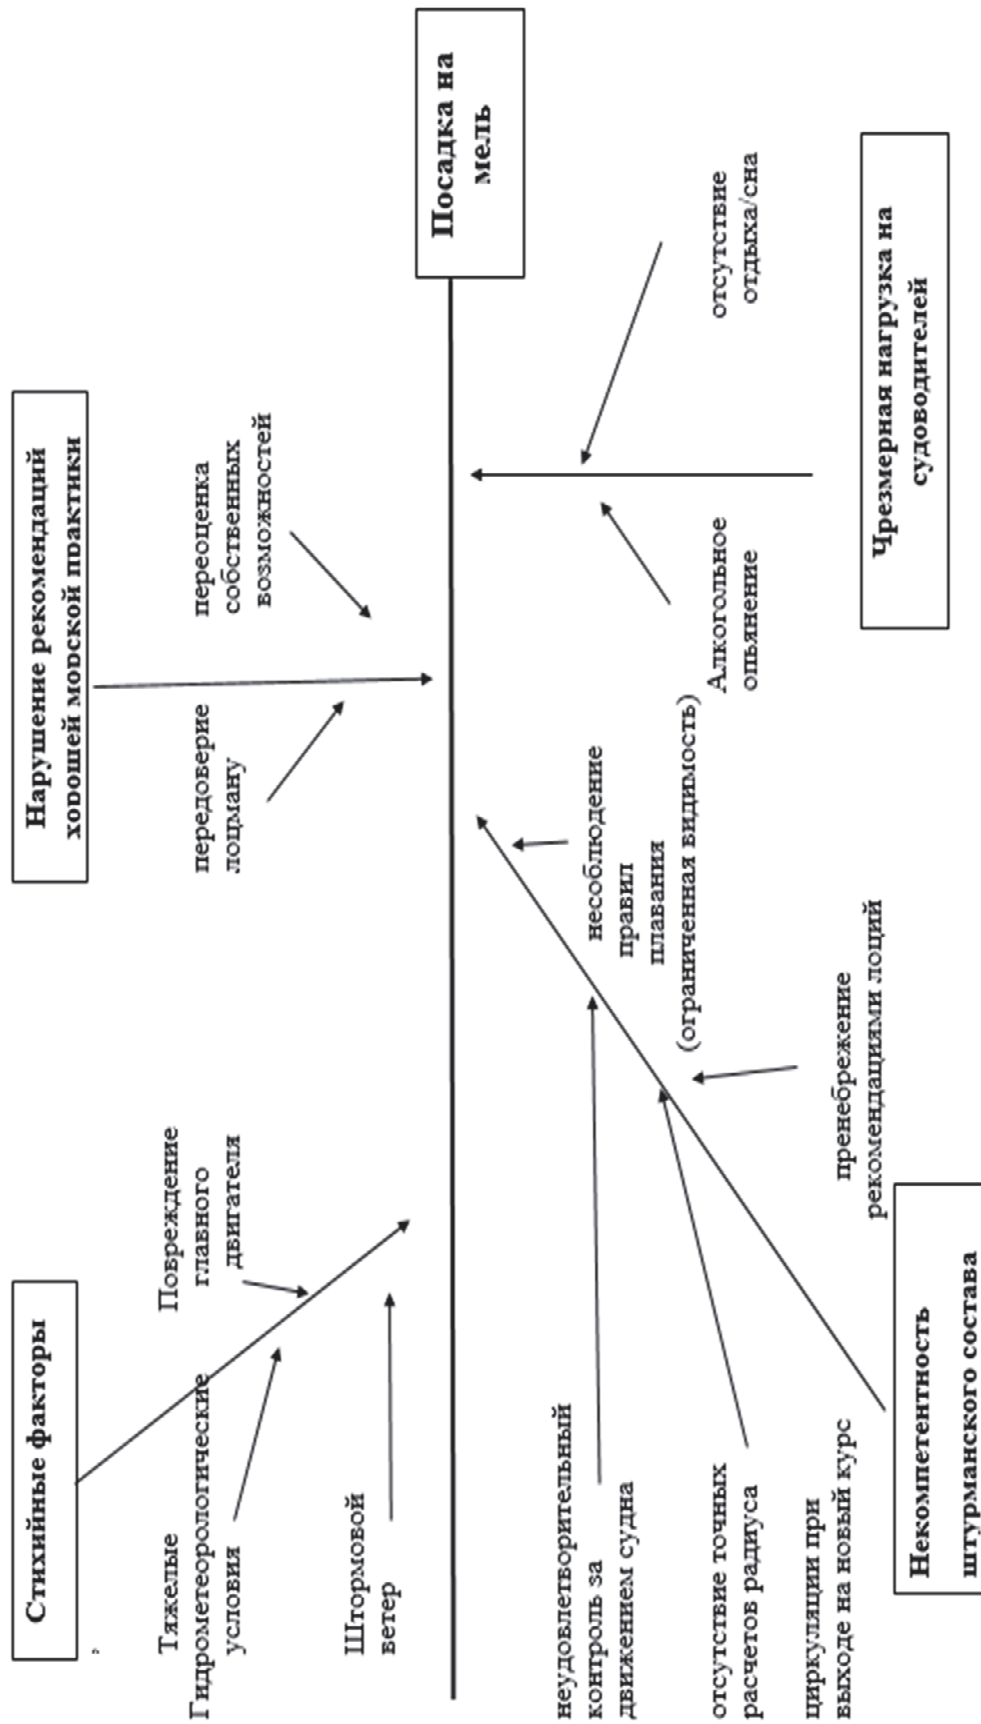 Стихийные факторы
Тяжелые
Гидрометеорологические
условия
Повреждение
главного
двигателя
Штормовой
ветер
Нарушение рекомендаций
хорошей морской практики
передоверие
лоцману
переоценка
собственных
возможностей
Посадка на
мель
неудовлетворительный
контроль за
движением судна
отсутствие точных
расчетов радиуса
циркуляции при
выходе на новый курс
несоблюдение
правил
плавания
(ограниченная видимость)
пренебрежение
рекомендациями лоций
Некомпетентность
штурманского состава
Алкогольное
опьянение
отсутствие
отдыха/сна
Чрезмерная нагрузка на
судоводителей